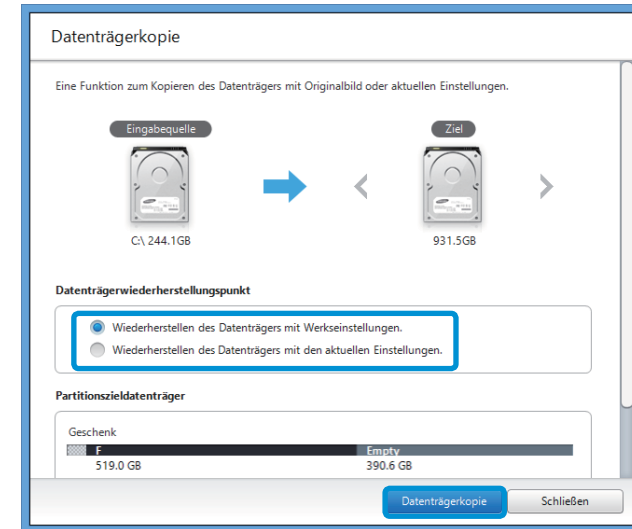 Datenträgerkopie
Eine Funktion zum Kopieren des Datenträgers mit Originalbild oder aktuellen Einstellungen.
Eingabequelle
Ziel
C:\ 244.1GB
931.5GB
Datenträgerwiederherstellungspunkt
Wiederherstellen des Datenträgers mit Werkseinstellungen.
Wiederherstellen des Datenträgers mit den aktuellen Einstellungen.
Partitionszieldatenträger
Geschenk
F Empty
519.0 GB 390.6 GB
Datenträgerkopie Schließen